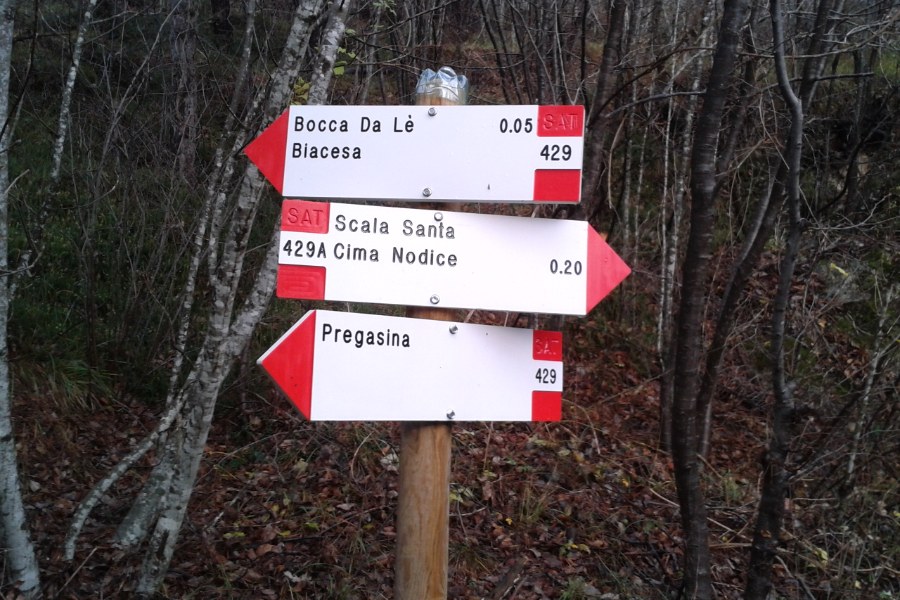 Bocca Da Lè 0.05 SAT
Biacesa 429
SAT Scala Santa
429A Cima Nodice 0.20
Pregasina SAT
429